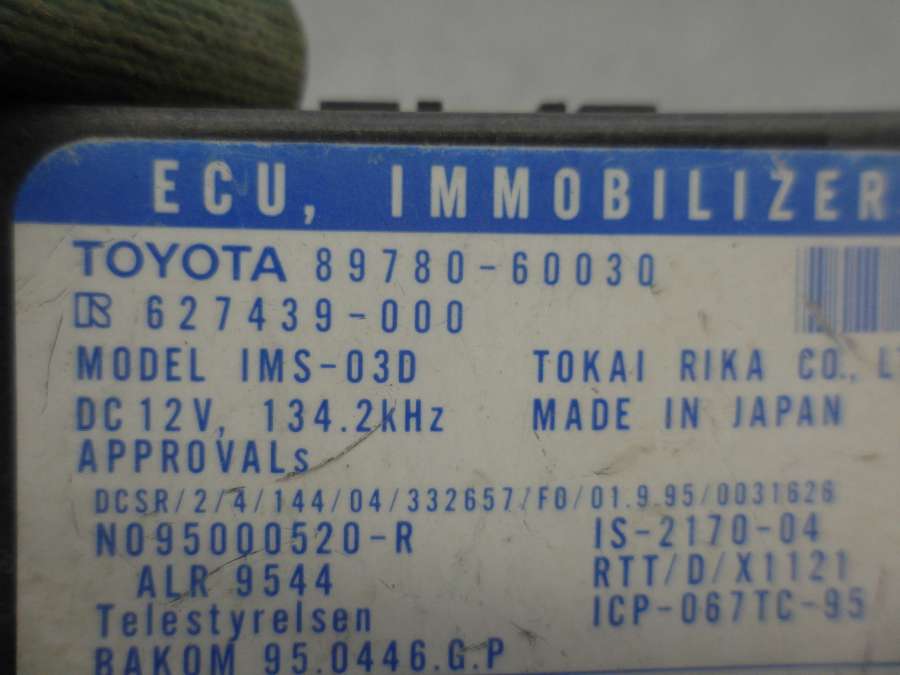 ECU, IMMOBILIZER
TOYOTA 89780-60030
627439-000
MODEL IMS-03D TOKAI RIKA CO.,
DC12V, 134.2kHz MADE IN JAPAN
APPROVALs
DCSR/2/4/144/04/332657/F0/01.9.95/0031626
NO95000520-R IS-2170-04
ALR 9544 RTT/D/X1121
Telestyrelsen ICP-067TC-95
BAKOM 95.0446.G.P